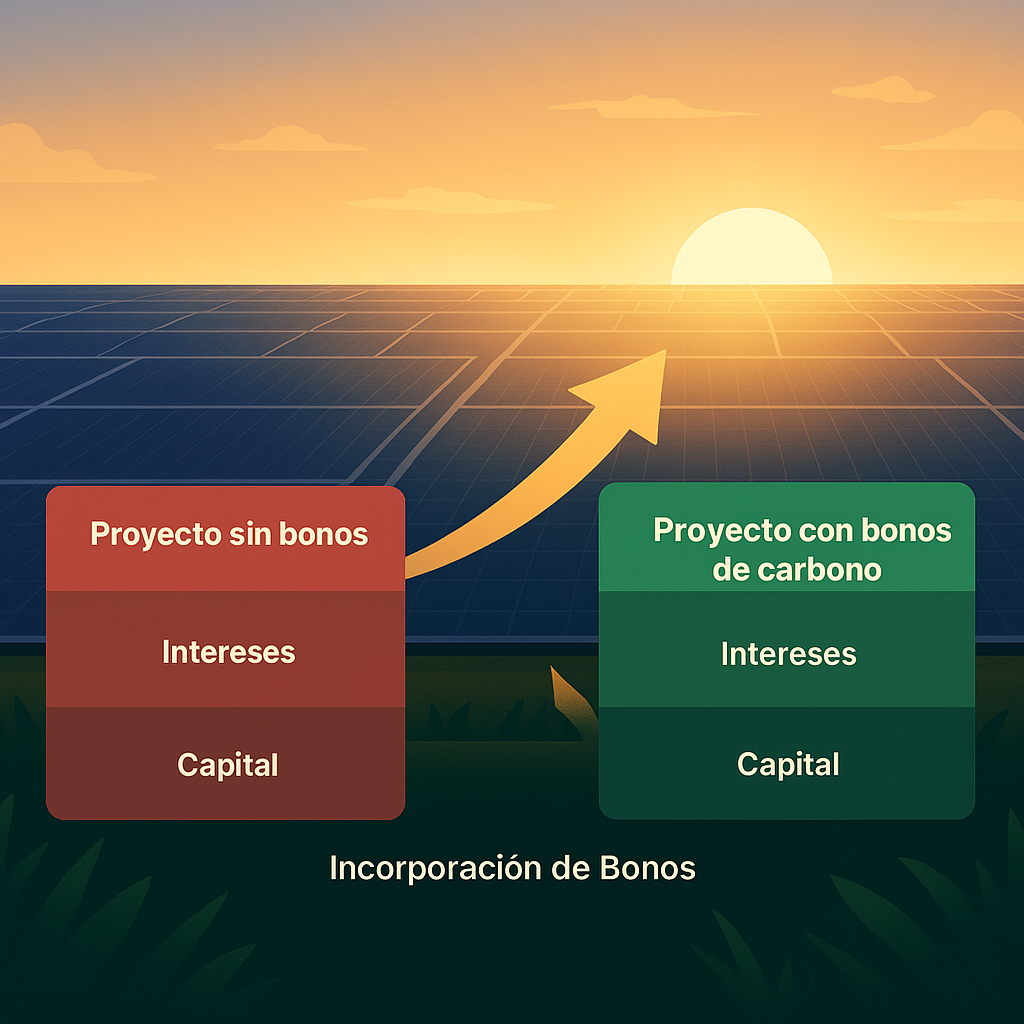 Proyecto sin bonos
Intereses
Capital
Proyecto con bonos
de carbono
Intereses
Capital
Incorporación de Bonos